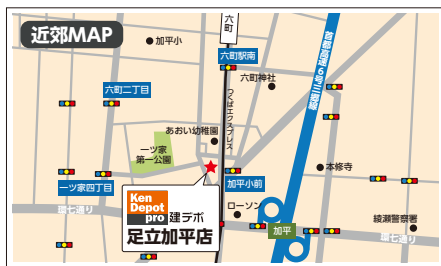 近郊MAP
六町
加平小
六町駅南
首都高速6号三郷線
六町神社
六町二丁目
つくばエクスプレス
あおい幼稚園
一ツ家
第一公園
本修寺
一ツ家四丁目
加平小前
Ken
Depot
pro 建デポ
足立加平店
ローソン
環七通り
加平
綾瀬警察署
環七通り